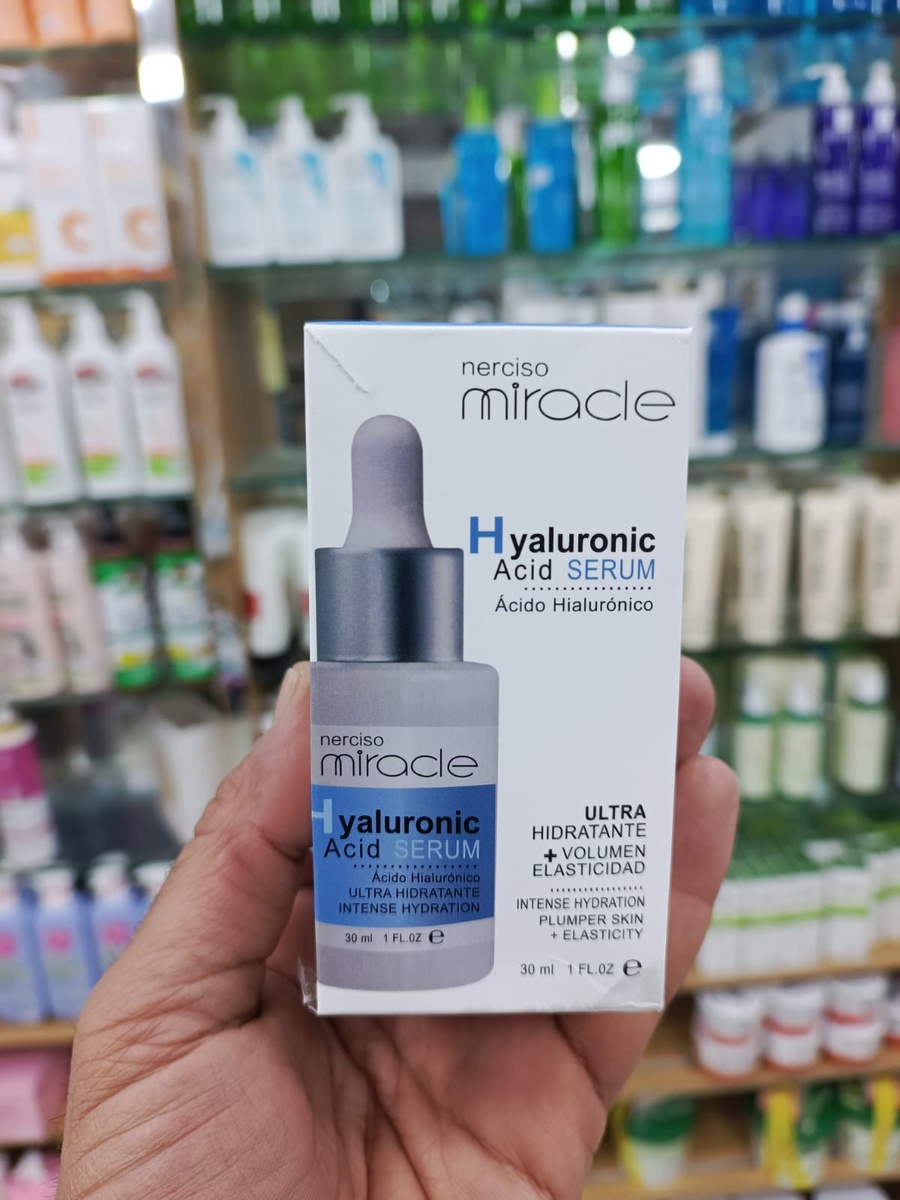 nerciso
miracle
Hyaluronic
Acid SERUM
Ácido Hialurónico
ULTRA
HIDRATANTE
+ VOLUMEN
ELASTICIDAD
INTENSE HYDRATION
PLUMPER SKIN
+ ELASTICITY
30 ml 1 FL.OZ ℮
nerciso
miracle
Hyaluronic
Acid SERUM
Ácido Hialurónico
ULTRA HIDRATANTE
INTENSE HYDRATION
30 ml 1 FL.OZ ℮